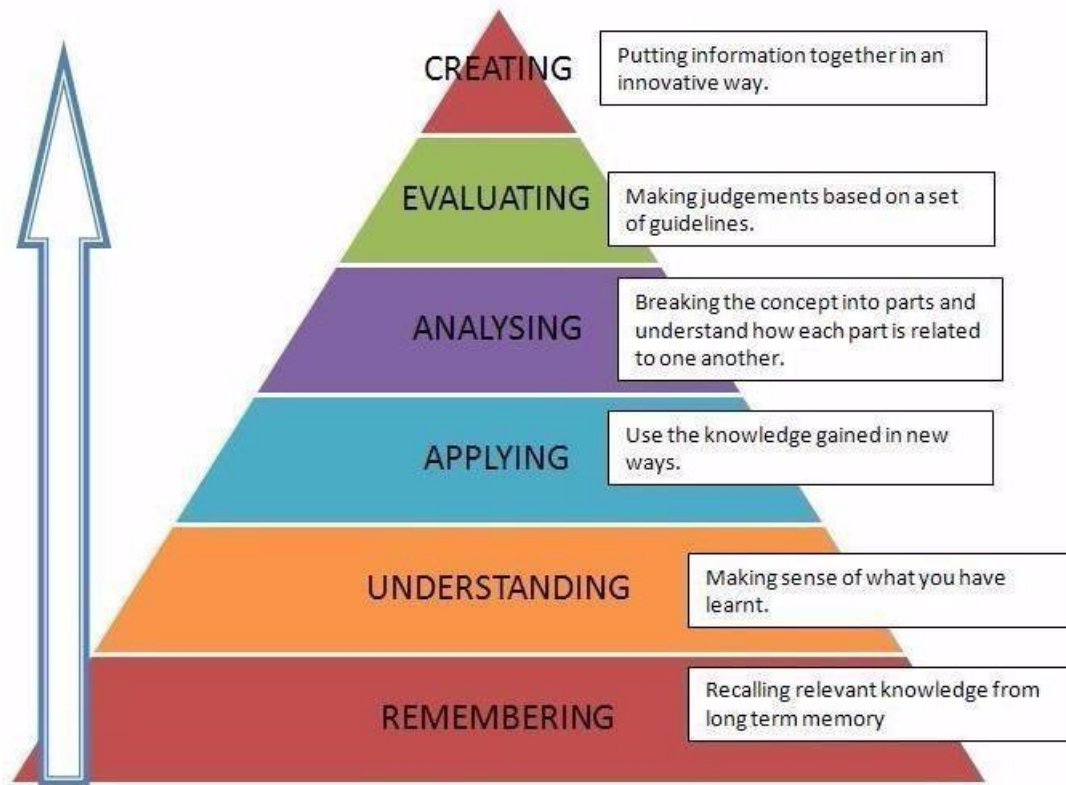 CREATING
Putting information together in an
innovative way.
EVALUATING
Making judgements based on a set
of guidelines.
ANALYSING
Breaking the concept into parts and
understand how each part is related
to one another.
APPLYING
Use the knowledge gained in new
ways.
UNDERSTANDING
Making sense of what you have
learnt.
REMEMBERING
Recalling relevant knowledge from
long term memory